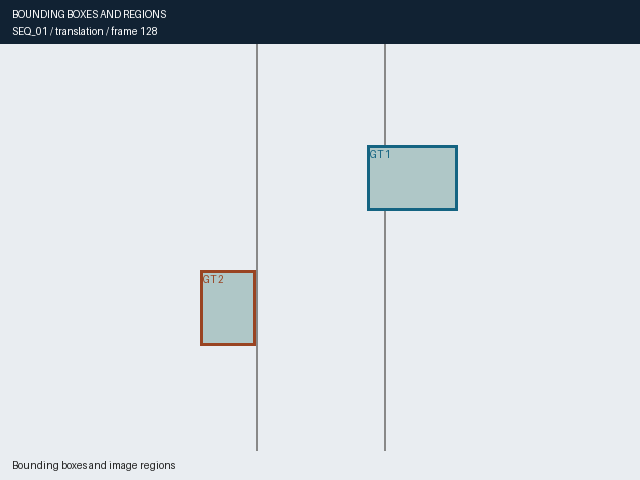 BOUNDING BOXES AND REGIONS
SEQ_01 / translation / frame 128
GT1
GT2
Bounding boxes and image regions